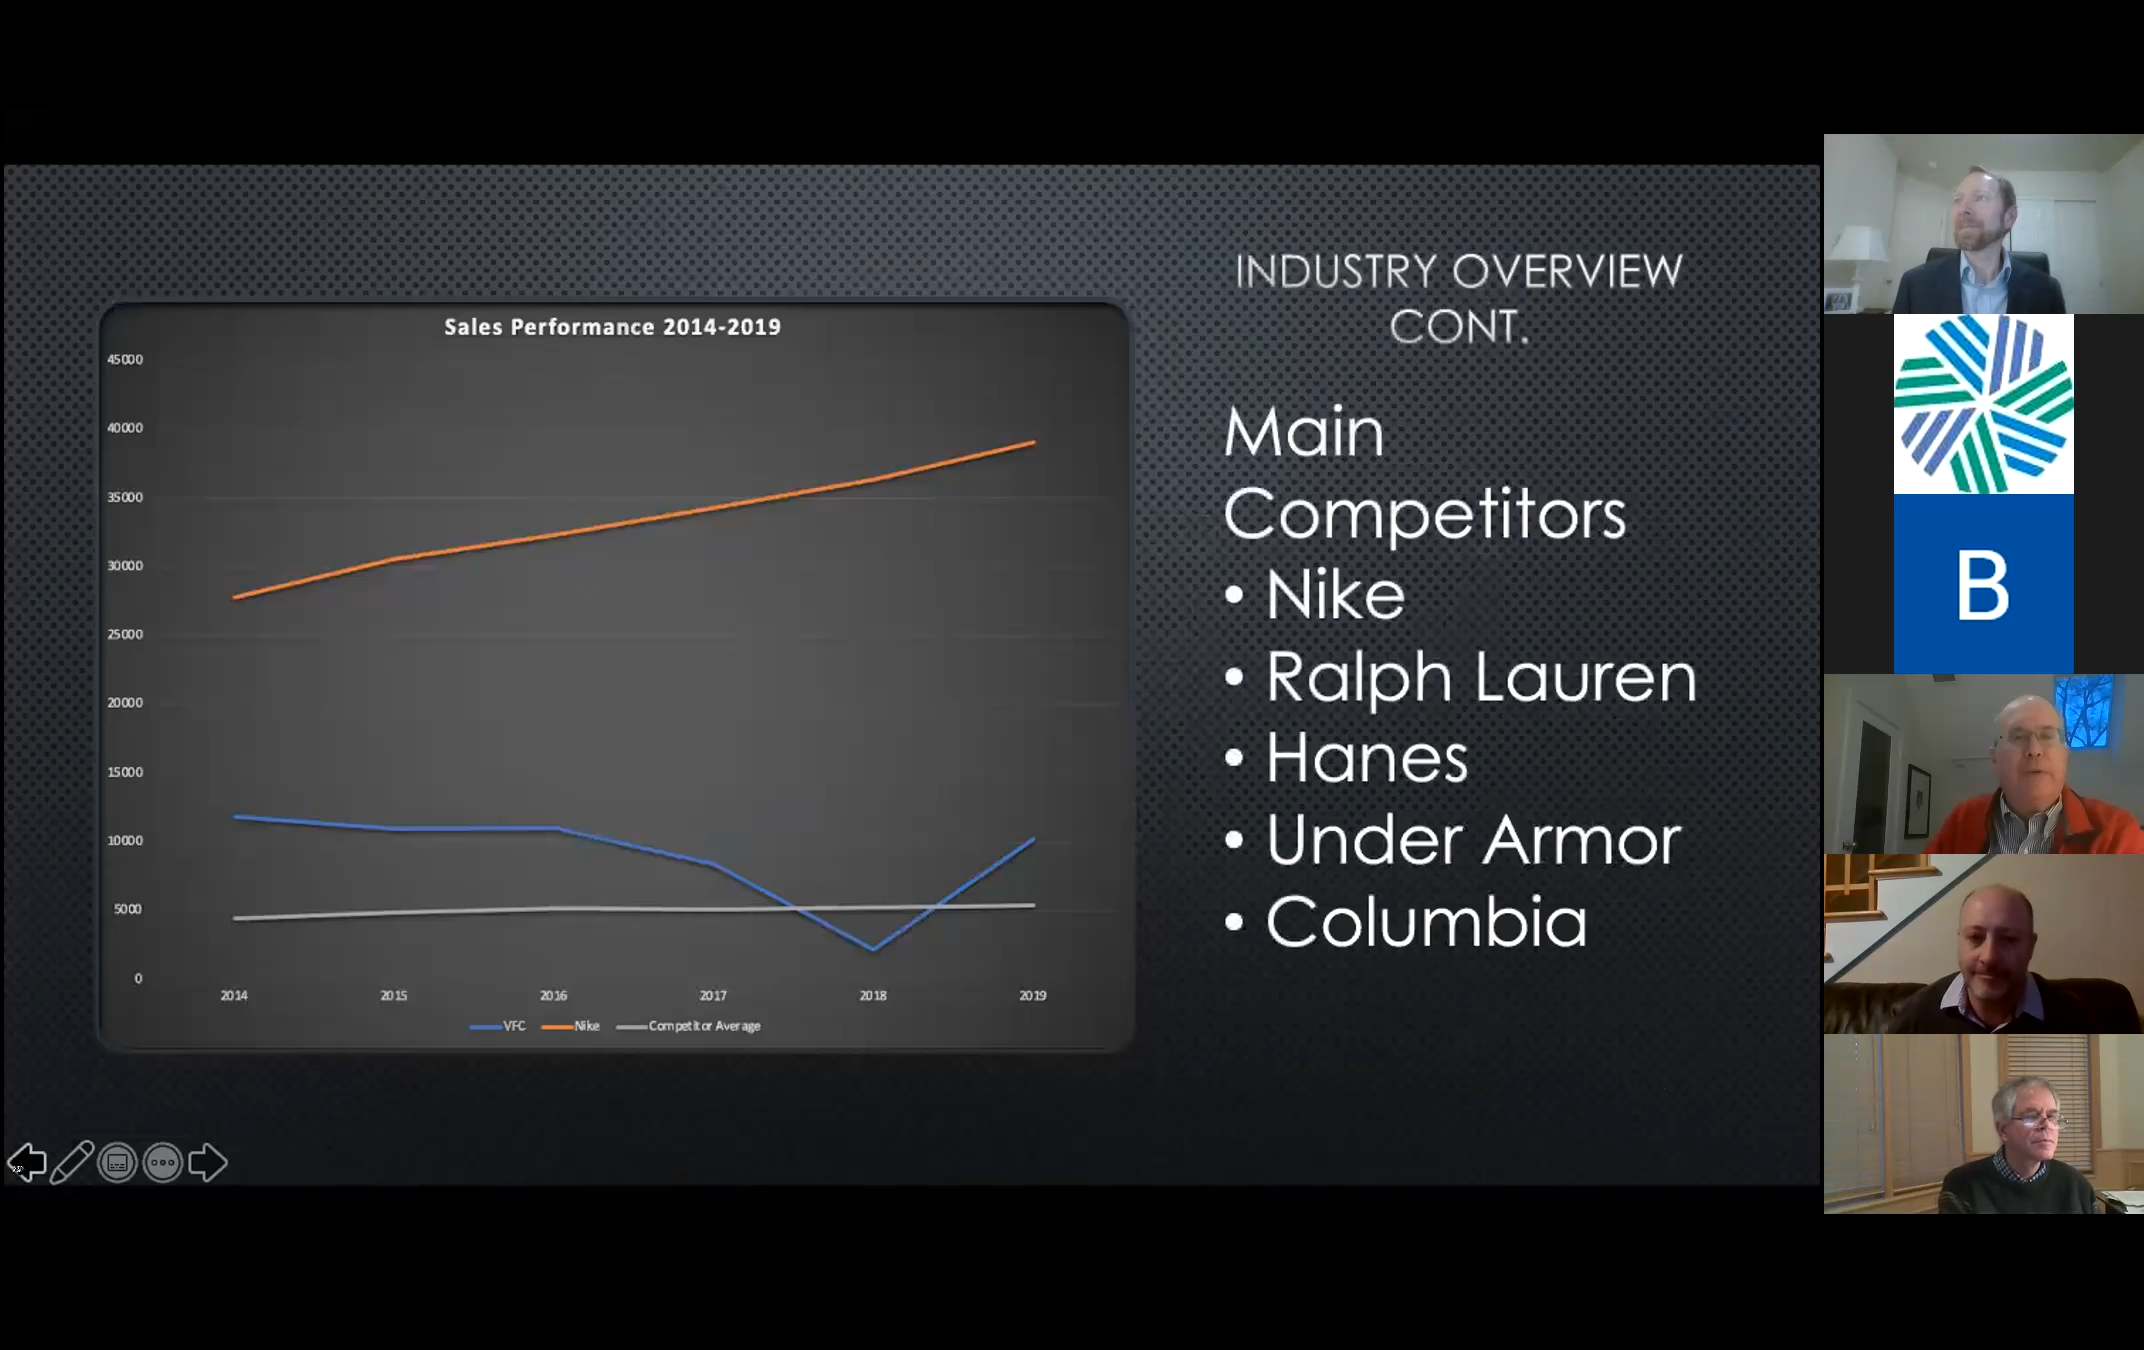 INDUSTRY OVERVIEW
CONT.
Sales Performance 2014-2019
45000
40000
35000
30000
25000
20000
15000
10000
5000
0
2014 2015 2016 2017 2018 2019
VFC Nike Competitor Average
Main
Competitors
• Nike
• Ralph Lauren
• Hanes
• Under Armor
• Columbia
B